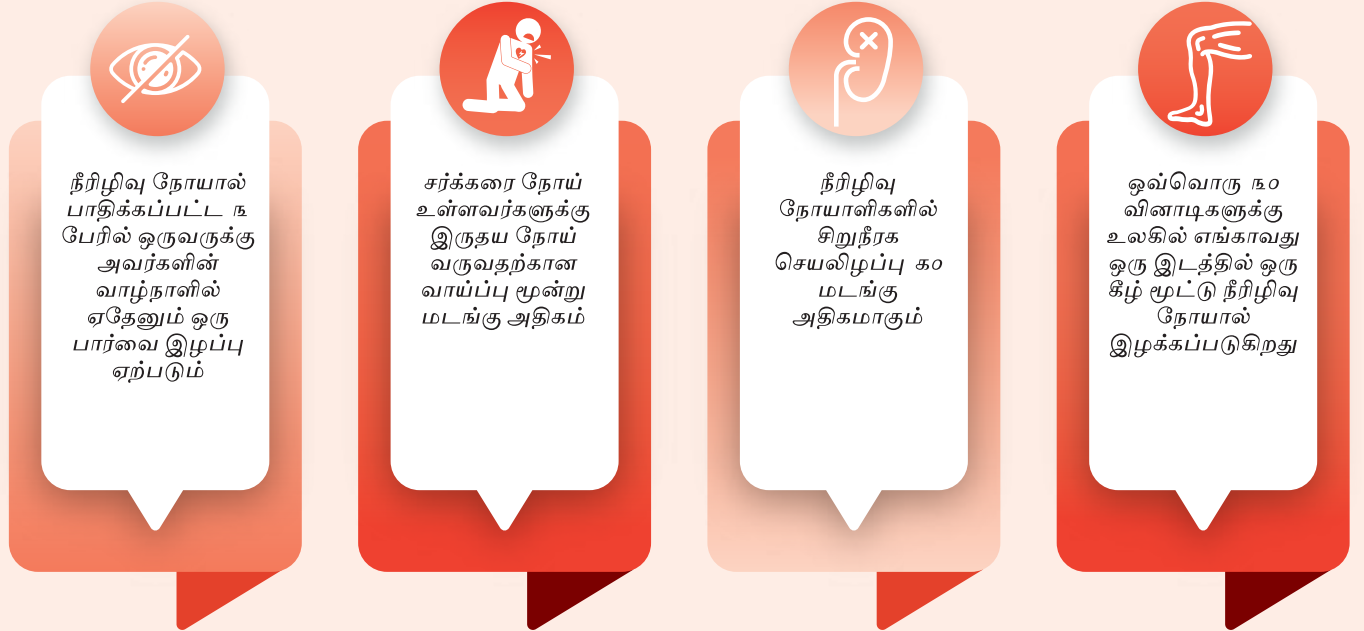 நீரிழிவு நோயால்
பாதிக்கப்பட்ட ௩
பேரில் ஒருவருக்கு
அவர்களின்
வாழ்நாளில்
ஏதேனும் ஒரு
பார்வை இழப்பு
ஏற்படும்
சர்க்கரை நோய்
உள்ளவர்களுக்கு
இருதய நோய்
வருவதற்கான
வாய்ப்பு மூன்று
மடங்கு அதிகம்
நீரிழிவு
நோயாளிகளில்
சிறுநீரக
செயலிழப்பு ௧௦
மடங்கு
அதிகமாகும்
ஒவ்வொரு ௩௦
வினாடிகளுக்கு
உலகில் எங்காவது
ஒரு இடத்தில் ஒரு
கீழ் மூட்டு நீரிழிவு
நோயால்
இழக்கப்படுகிறது